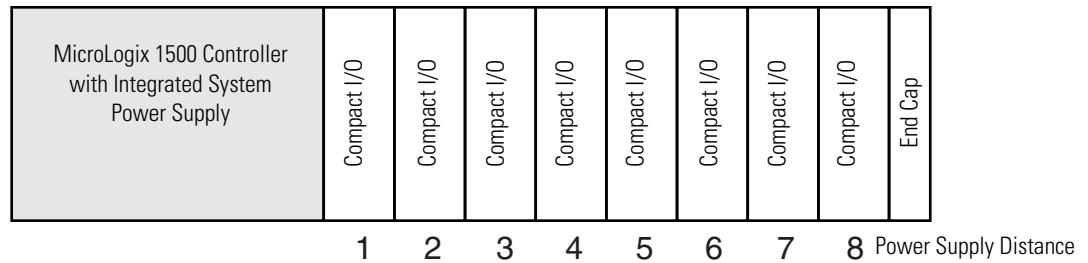 MicroLogix 1500 Controller
with Integrated System
Power Supply
Compact I/O
Compact I/O
Compact I/O
Compact I/O
Compact I/O
Compact I/O
Compact I/O
Compact I/O
End Cap
1 2 3 4 5 6 7 8 Power Supply Distance